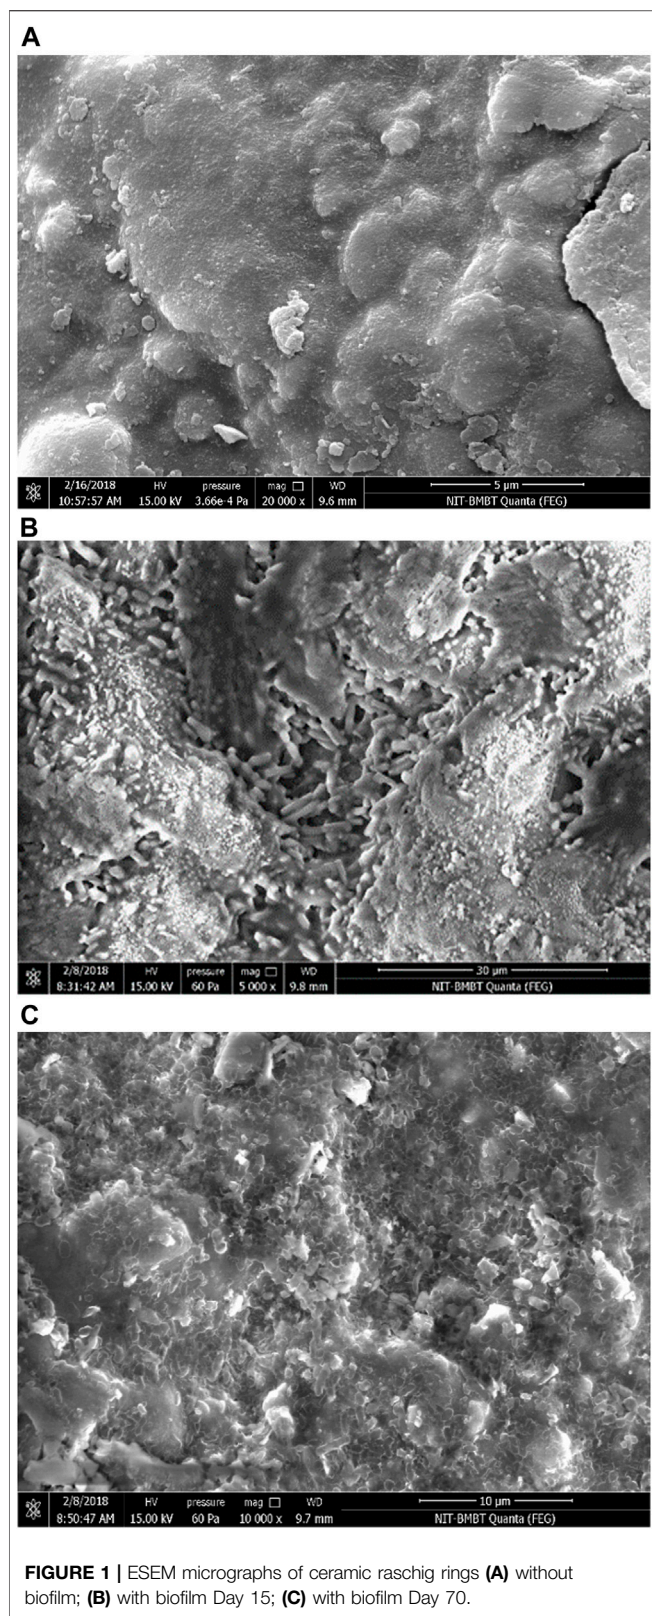 A
2/16/2018 HV pressure mag WD 5 µm
10:57:57 AM 15.00 kV 3.66e-4 Pa 20 000 x 9.6 mm NIT-BMBT Quanta (FEG)
B
2/8/2018 HV pressure mag WD 30 µm
8:31:42 AM 15.00 kV 60 Pa 5 000 x 9.8 mm NIT-BMBT Quanta (FEG)
C
2/8/2018 HV pressure mag WD 10 µm
8:50:47 AM 15.00 kV 60 Pa 10 000 x 9.7 mm NIT-BMBT Quanta (FEG)
FIGURE 1 | ESEM micrographs of ceramic raschig rings (A) without
biofilm; (B) with biofilm Day 15; (C) with biofilm Day 70.